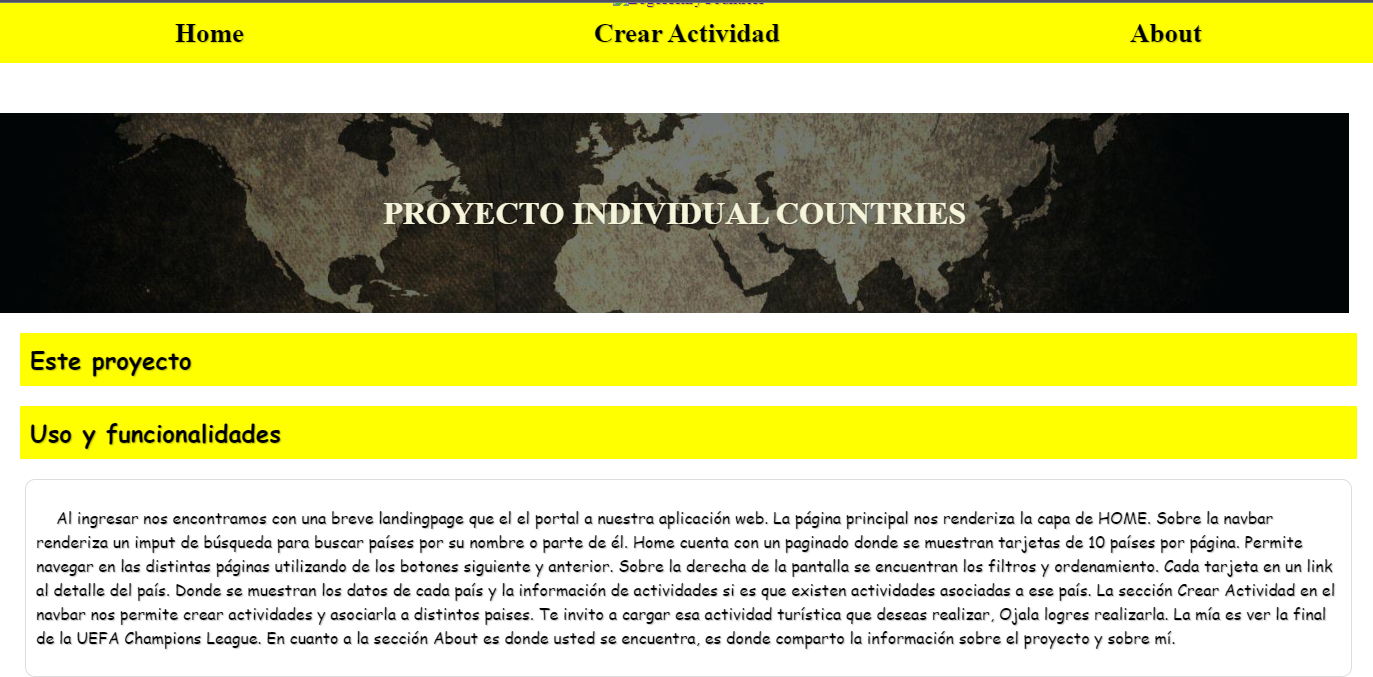 Home Crear Actividad About
PROYECTO INDIVIDUAL COUNTRIES
Este proyecto
Uso y funcionalidades
Al ingresar nos encontramos con una breve landingpage que el el portal a nuestra aplicación web. La página principal nos renderiza la capa de HOME. Sobre la navbar
renderiza un imput de búsqueda para buscar países por su nombre o parte de él. Home cuenta con un paginado donde se muestran tarjetas de 10 países por página. Permite
navegar en las distintas páginas utilizando de los botones siguiente y anterior. Sobre la derecha de la pantalla se encuentran los filtros y ordenamiento. Cada tarjeta en un link
al detalle del país. Donde se muestran los datos de cada país y la información de actividades si es que existen actividades asociadas a ese país. La sección Crear Actividad en el
navbar nos permite crear actividades y asociarla a distintos paises. Te invito a cargar esa actividad turística que deseas realizar, Ojala logres realizarla. La mía es ver la final
de la UEFA Champions League. En cuanto a la sección About es donde usted se encuentra, es donde comparto la información sobre el proyecto y sobre mí.